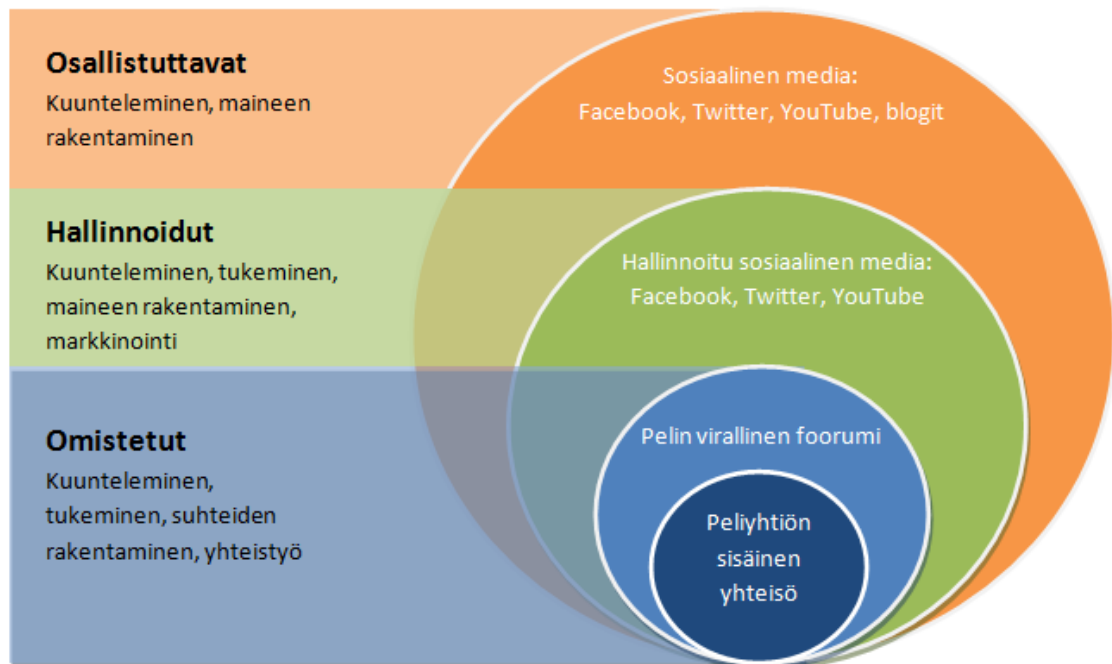 Osallistuttavat
Kuunteleminen, maineen
rakentaminen
Sosiaalinen media:
Facebook, Twitter, YouTube, blogit
Hallinnoidut
Kuunteleminen, tukeminen,
maineen rakentaminen,
markkinointi
Hallinnoitu sosiaalinen media:
Facebook, Twitter, YouTube
Omistetut
Kuunteleminen,
tukeminen, suhteiden
rakentaminen, yhteistyö
Pelin virallinen foorumi
Peliyhtiön
sisäinen
yhteisö